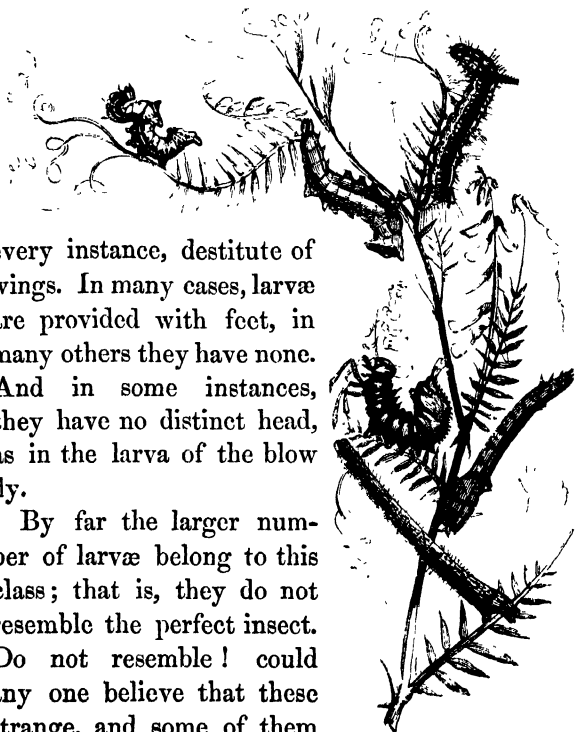 very instance, destitute of
wings. In many cases, larvæ
are provided with feet, in
many others they have none.
And in some instances,
they have no distinct head,
as in the larva of the blow
ly.
By far the larger num-
ber of larvæ belong to this
class; that is, they do not
resemble the perfect insect.
Do not resemble! could
any one believe that these
trange, and some of them